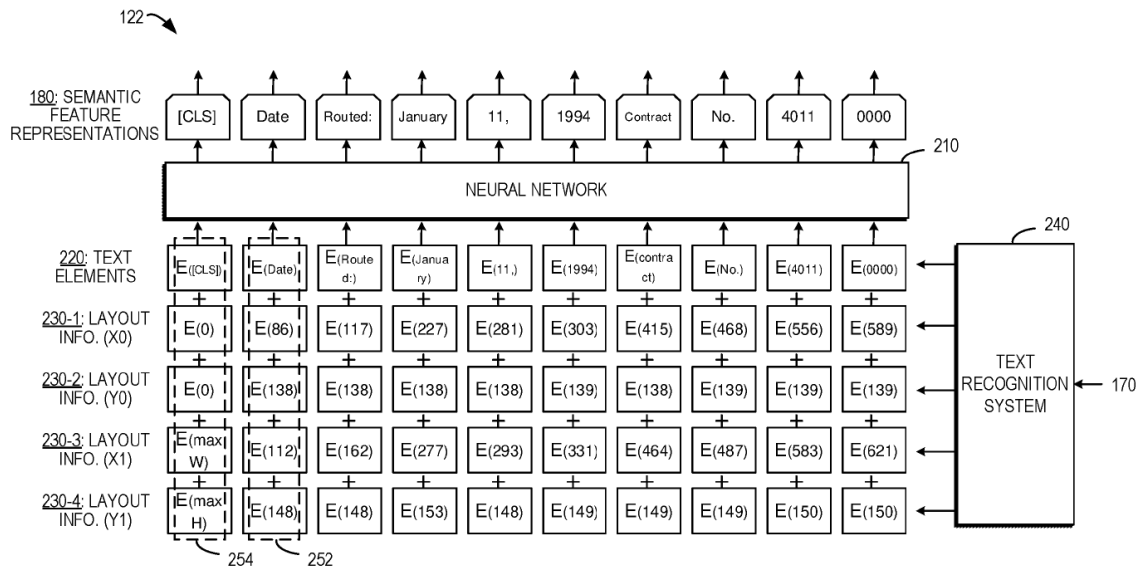 122
180: SEMANTIC
FEATURE
REPRESENTATIONS
[CLS] Date Routed: January 11, 1994 Contract No. 4011 0000
210
NEURAL NETWORK
240
220: TEXT
ELEMENTS
E([CLS]) E(Date) E(Route
d:) E(Janua
ry) E(11,) E(1994) E(contra
ct) E(No.) E(4011) E(0000)
+ + + + + + + + + +
230-1: LAYOUT
INFO. (X0)
E(0) E(86) E(117) E(227) E(281) E(303) E(415) E(468) E(556) E(589)
+ + + + + + + + + +
230-2: LAYOUT
INFO. (Y0)
E(0) E(138) E(138) E(138) E(138) E(139) E(138) E(139) E(139) E(139)
TEXT
RECOGNITION
SYSTEM
170
+ + + + + + + + + +
230-3: LAYOUT
INFO. (X1)
E(max
W) E(112) E(162) E(277) E(293) E(331) E(464) E(487) E(583) E(621)
+ + + + + + + + + +
230-4: LAYOUT
INFO. (Y1)
E(max
H) E(148) E(148) E(153) E(148) E(149) E(149) E(149) E(150) E(150)
254 252